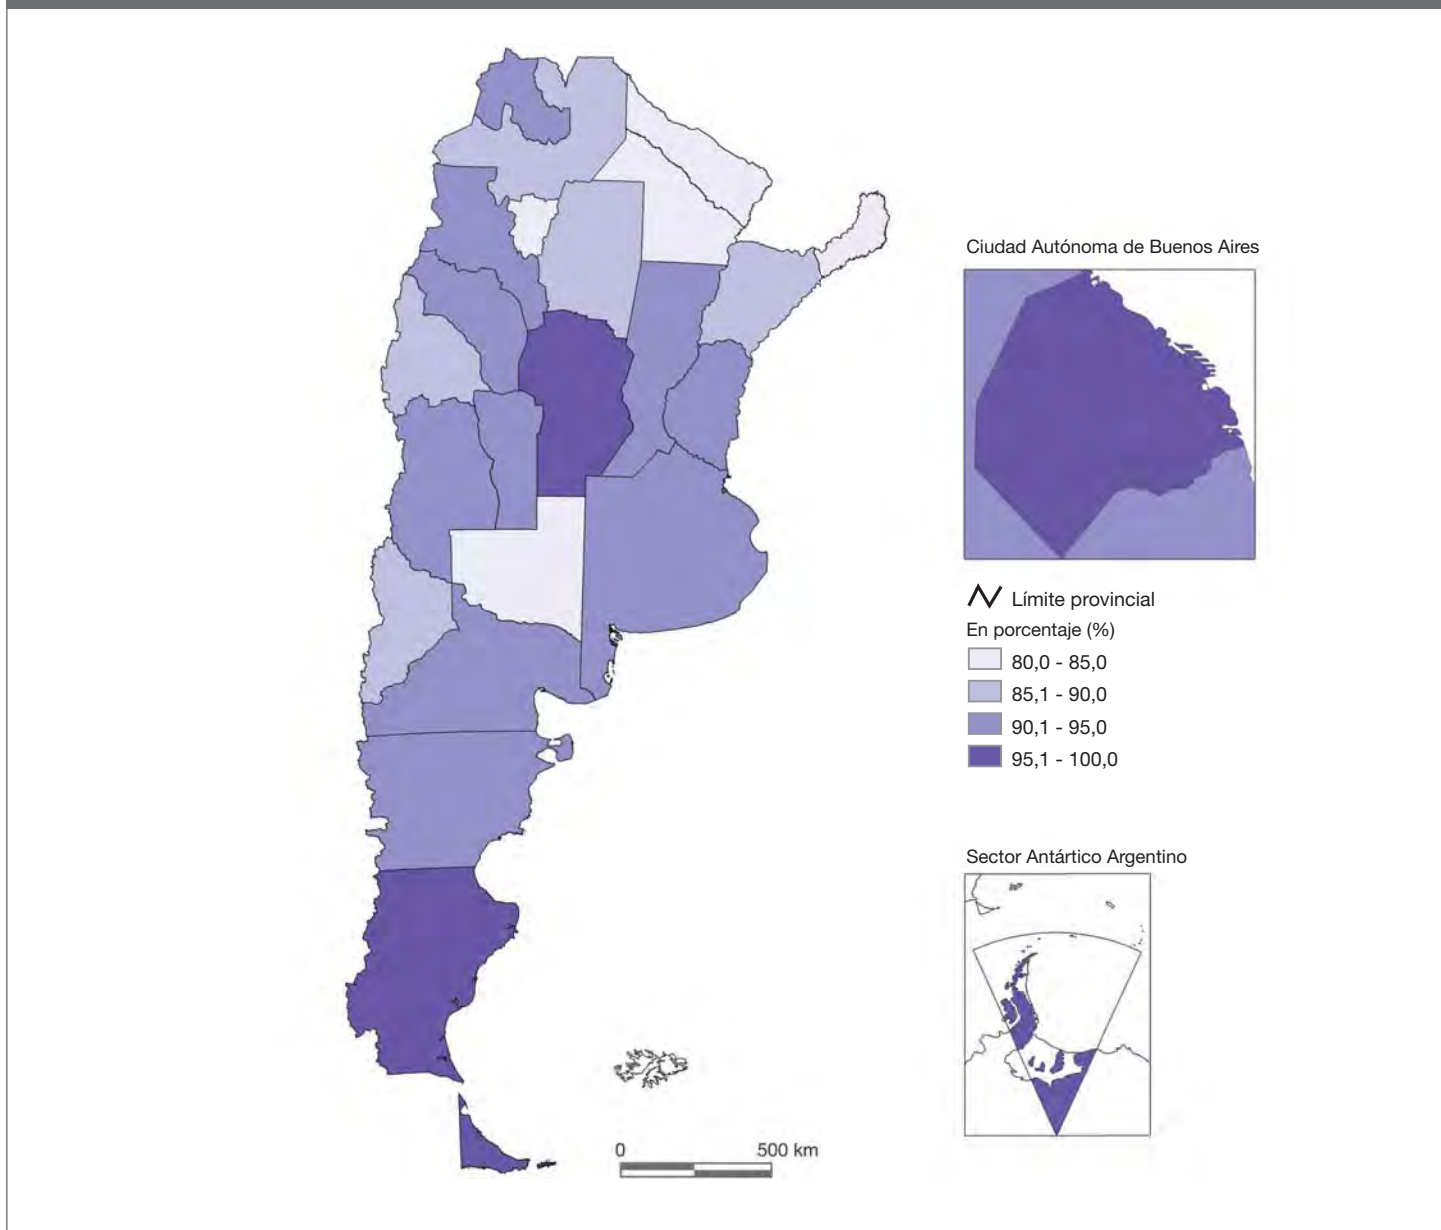 Ciudad Autónoma de Buenos Aires
Límite provincial
En porcentaje (%)
80,0 - 85,0
85,1 - 90,0
90,1 - 95,0
95,1 - 100,0
Sector Antártico Argentino
0 500 km